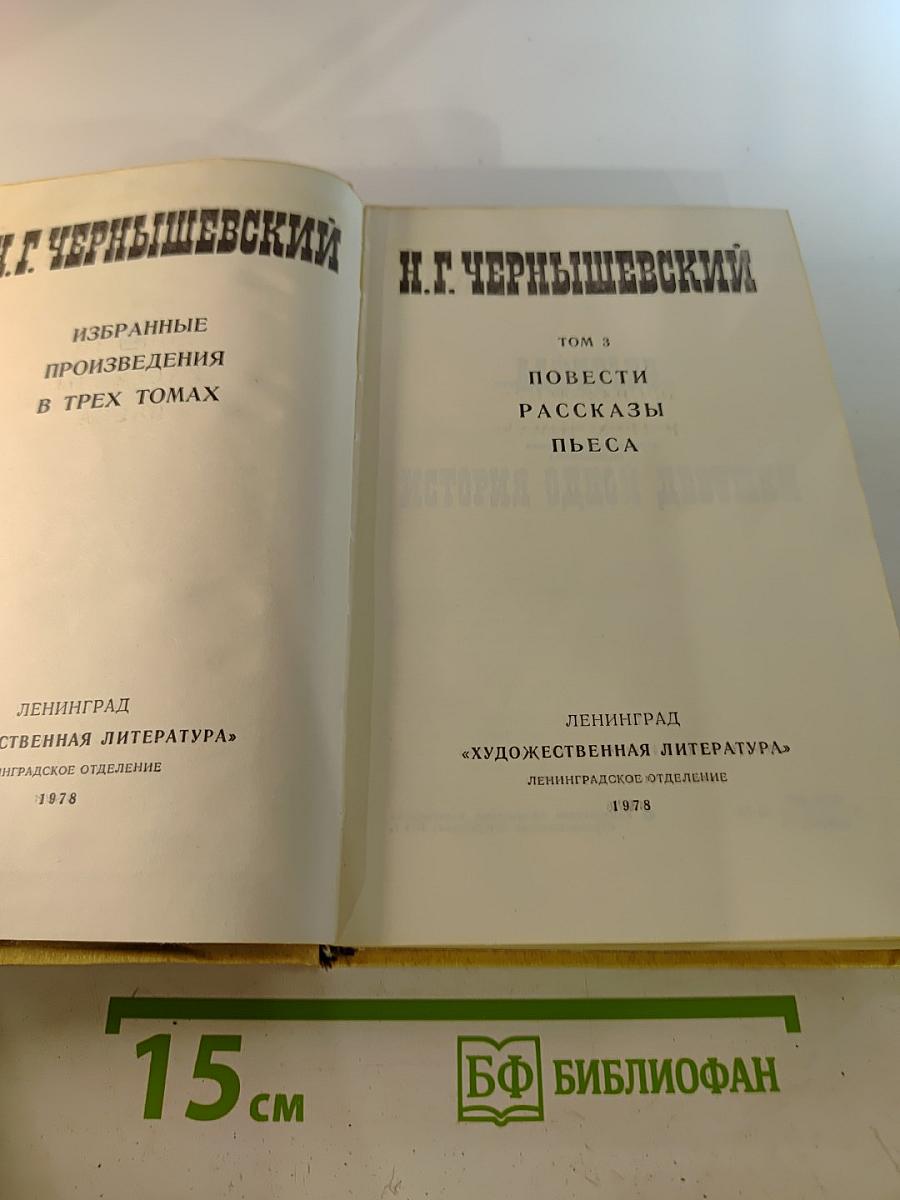 Н.Г. ЧЕРНЫШЕВСКИЙ
ИЗБРАННЫЕ
ПРОИЗВЕДЕНИЯ
В ТРЕХ ТОМАХ
ЛЕНИНГРАД
СТВЕННАЯ ЛИТЕРАТУРА»
НГРАДСКОЕ ОТДЕЛЕНИЕ
1978
Н.Г. ЧЕРНЫШЕВСКИЙ
ТОМ 3
ПОВЕСТИ
РАССКАЗЫ
ПЬЕСА
ЛЕНИНГРАД
«ХУДОЖЕСТВЕННАЯ ЛИТЕРАТУРА»
ЛЕНИНГРАДСКОЕ ОТДЕЛЕНИЕ
1978
15 см
БФ БИБЛИОФАН